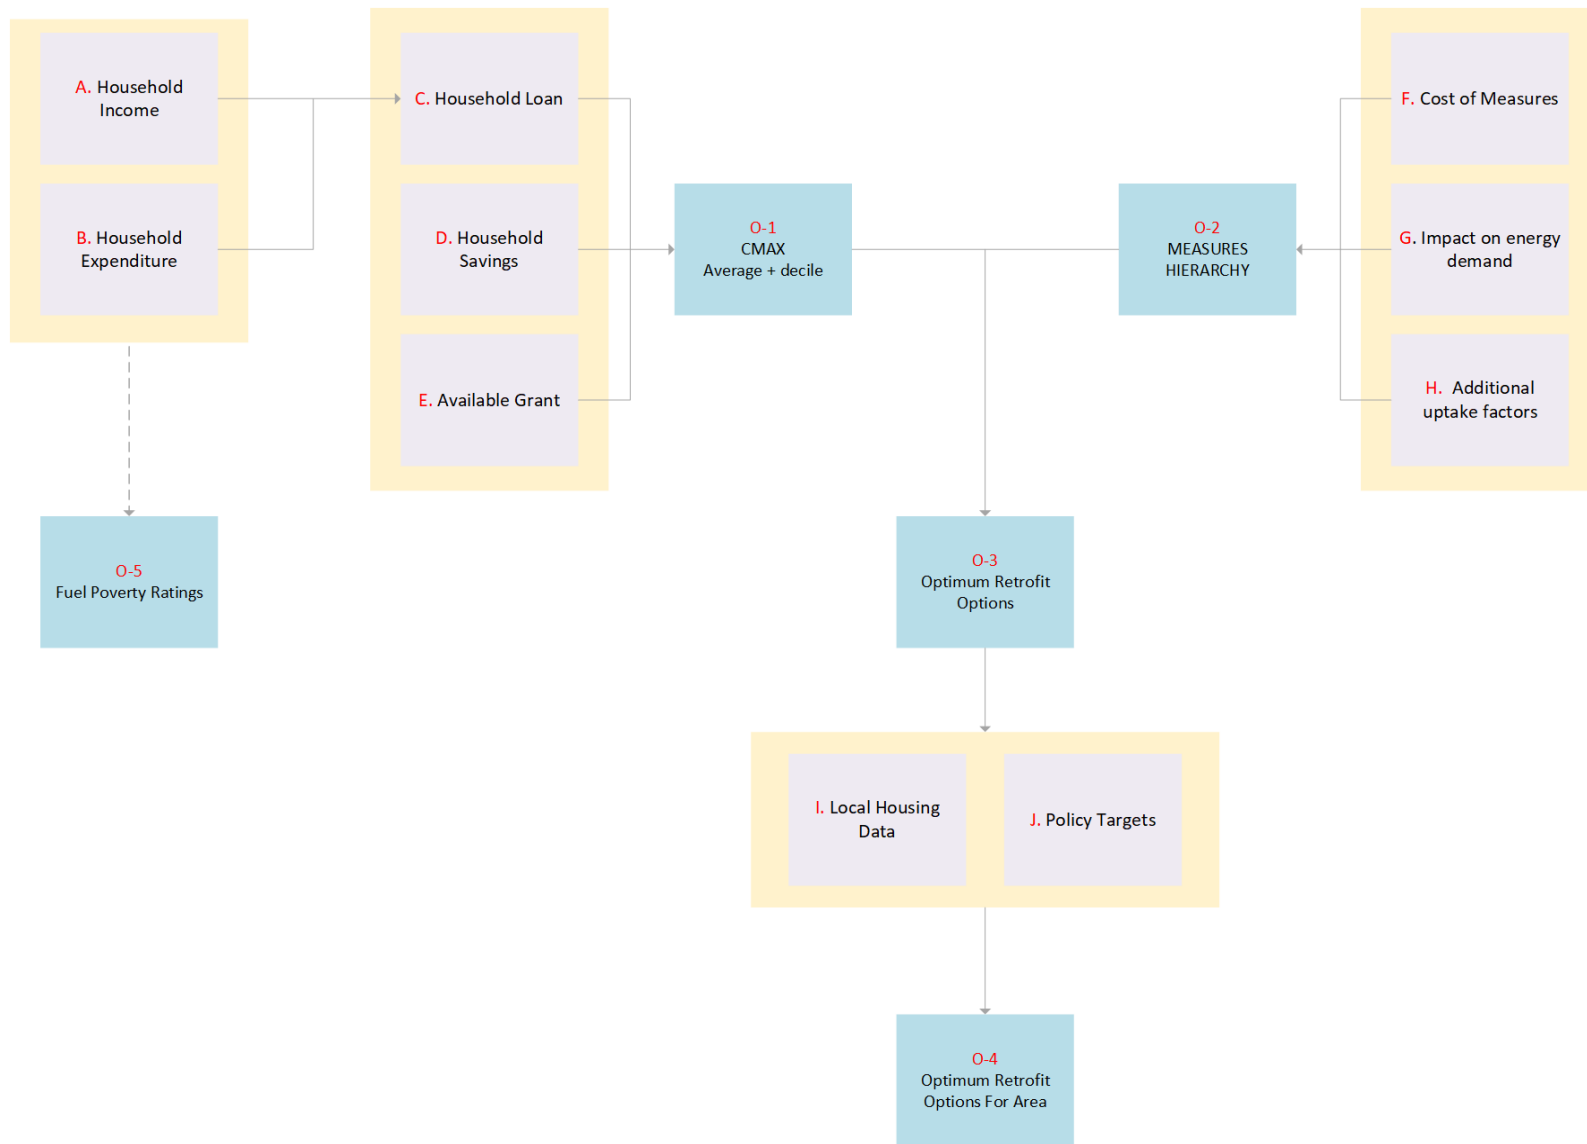 A. Household
Income
B. Household
Expenditure
C. Household Loan
D. Household
Savings
E. Available Grant
O-1
CMAX
Average + decile
O-2
MEASURES
HIERARCHY
F. Cost of Measures
G. Impact on energy
demand
H. Additional
uptake factors
O-5
Fuel Poverty Ratings
O-3
Optimum Retrofit
Options
I. Local Housing
Data
J. Policy Targets
O-4
Optimum Retrofit
Options For Area